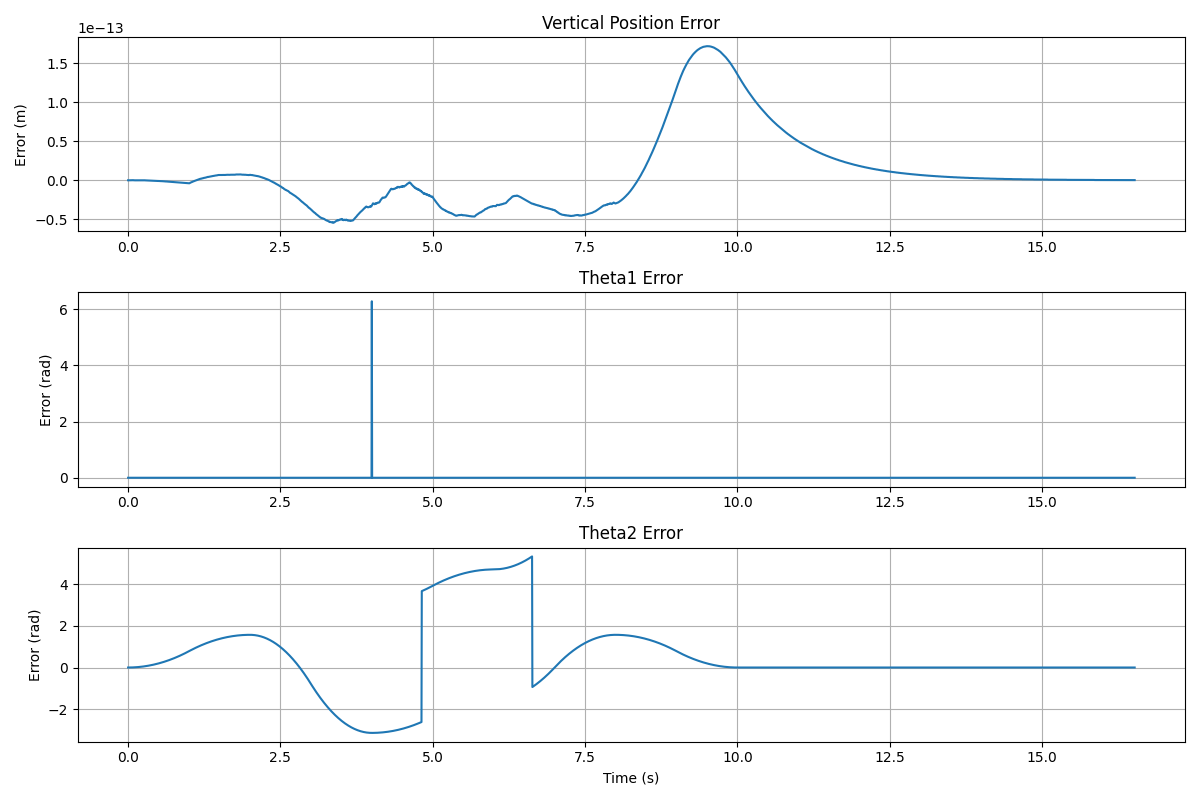 Vertical Position Error
1e−13
1.5
1.0
0.5
0.0
−0.5
Error (m)
0.0 2.5 5.0 7.5 10.0 12.5 15.0
Theta1 Error
6
4
2
0
Error (rad)
0.0 2.5 5.0 7.5 10.0 12.5 15.0
Theta2 Error
4
2
0
−2
Error (rad)
0.0 2.5 5.0 7.5 10.0 12.5 15.0
Time (s)